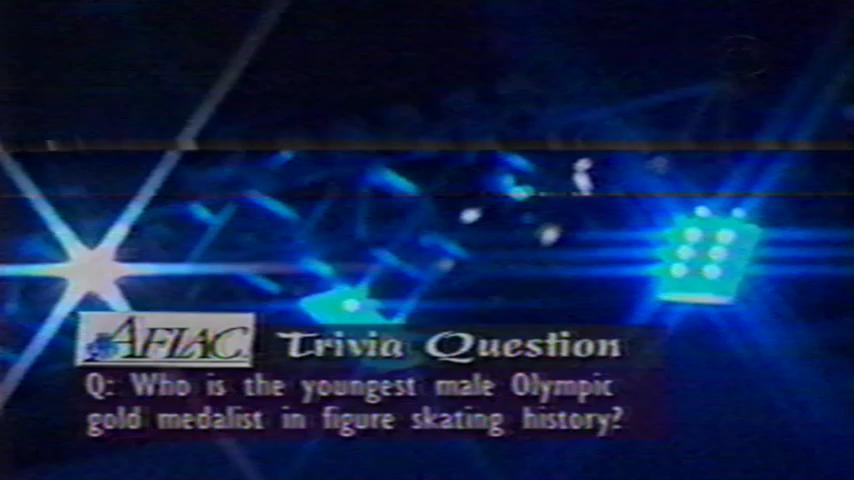 AFLAC Trivia Question
Q: Who is the youngest male Olympic
gold medalist in figure skating history?